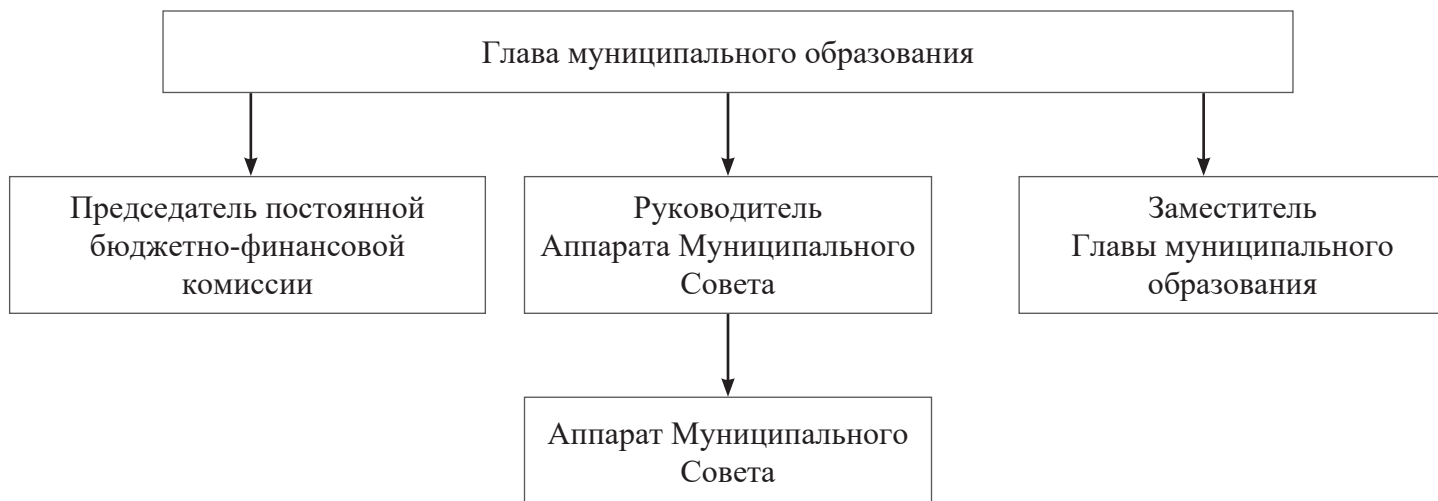 Глава муниципального образования
Председатель постоянной
бюджетно-финансовой
комиссии
Руководитель
Аппарата Муниципального
Совета
Заместитель
Главы муниципального
образования
Аппарат Муниципального
Совета